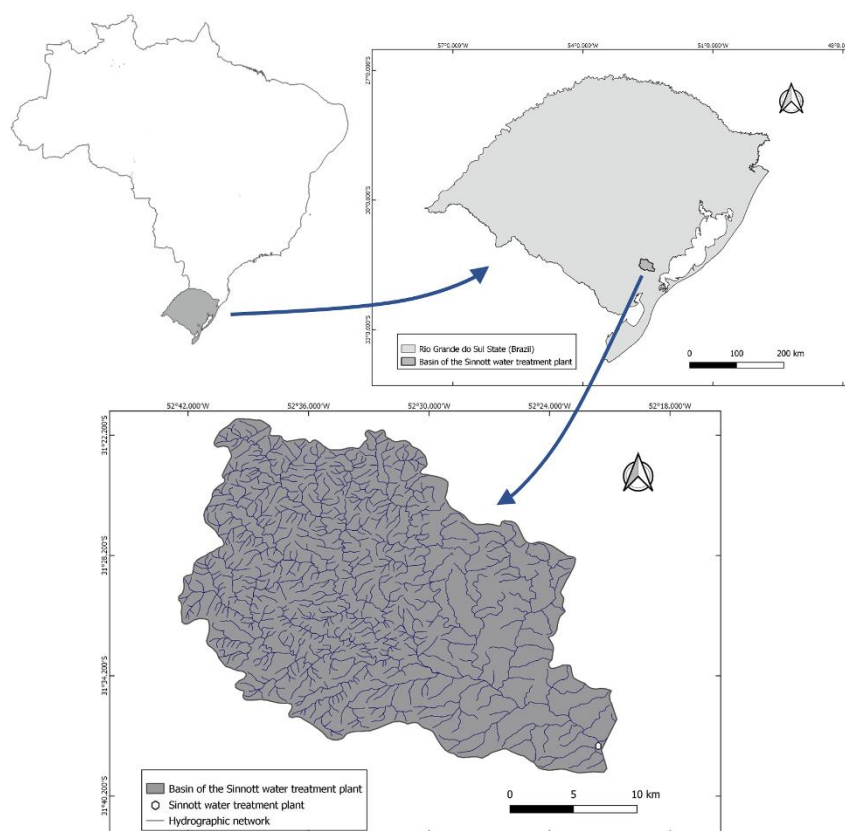 57°0.000'W 54°0.000'W 51°0.000'W 48°0.0
27°0.000'S
30°0.000'S
33°0.000'S
Rio Grande do Sul State (Brazil)
Basin of the Sinnott water treatment plant
0 100 200 km
52°42.000'W 52°36.000'W 52°30.000'W 52°24.000'W 52°18.000'W
31°22.200'S
31°28.200'S
31°34.200'S
31°40.200'S
Basin of the Sinnott water treatment plant
Sinnott water treatment plant
Hydrographic network
0 5 10 km